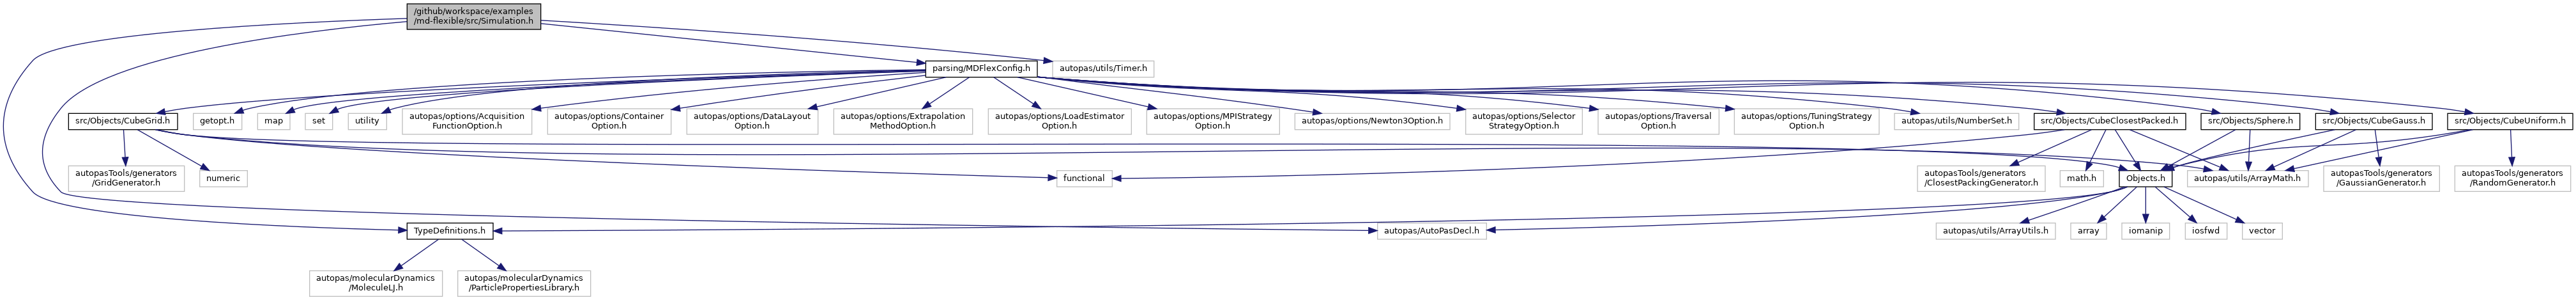 /github/workspace/examples
/md-flexible/src/Simulation.h
parsing/MDFlexConfig.h
autopas/utils/Timer.h
src/Objects/CubeGrid.h
getopt.h
map
set
utility
autopas/options/Acquisition
FunctionOption.h
autopas/options/Container
Option.h
autopas/options/DataLayout
Option.h
autopas/options/Extrapolation
MethodOption.h
autopas/options/LoadEstimator
Option.h
autopas/options/MPIStrategy
Option.h
autopas/options/Newton3Option.h
autopas/options/Selector
StrategyOption.h
autopas/options/Traversal
Option.h
autopas/options/TuningStrategy
Option.h
autopas/utils/NumberSet.h
src/Objects/CubeClosestPacked.h
src/Objects/Sphere.h
src/Objects/CubeGauss.h
src/Objects/CubeUniform.h
autopasTools/generators
/GridGenerator.h
numeric
functional
autopasTools/generators
/ClosestPackingGenerator.h
math.h
Objects.h
autopas/utils/ArrayMath.h
autopasTools/generators
/GaussianGenerator.h
autopasTools/generators
/RandomGenerator.h
TypeDefinitions.h
autopas/AutoPasDecl.h
autopas/utils/ArrayUtils.h
array
iomanip
iosfwd
vector
autopas/molecularDynamics
/MoleculeLJ.h
autopas/molecularDynamics
/ParticlePropertiesLibrary.h